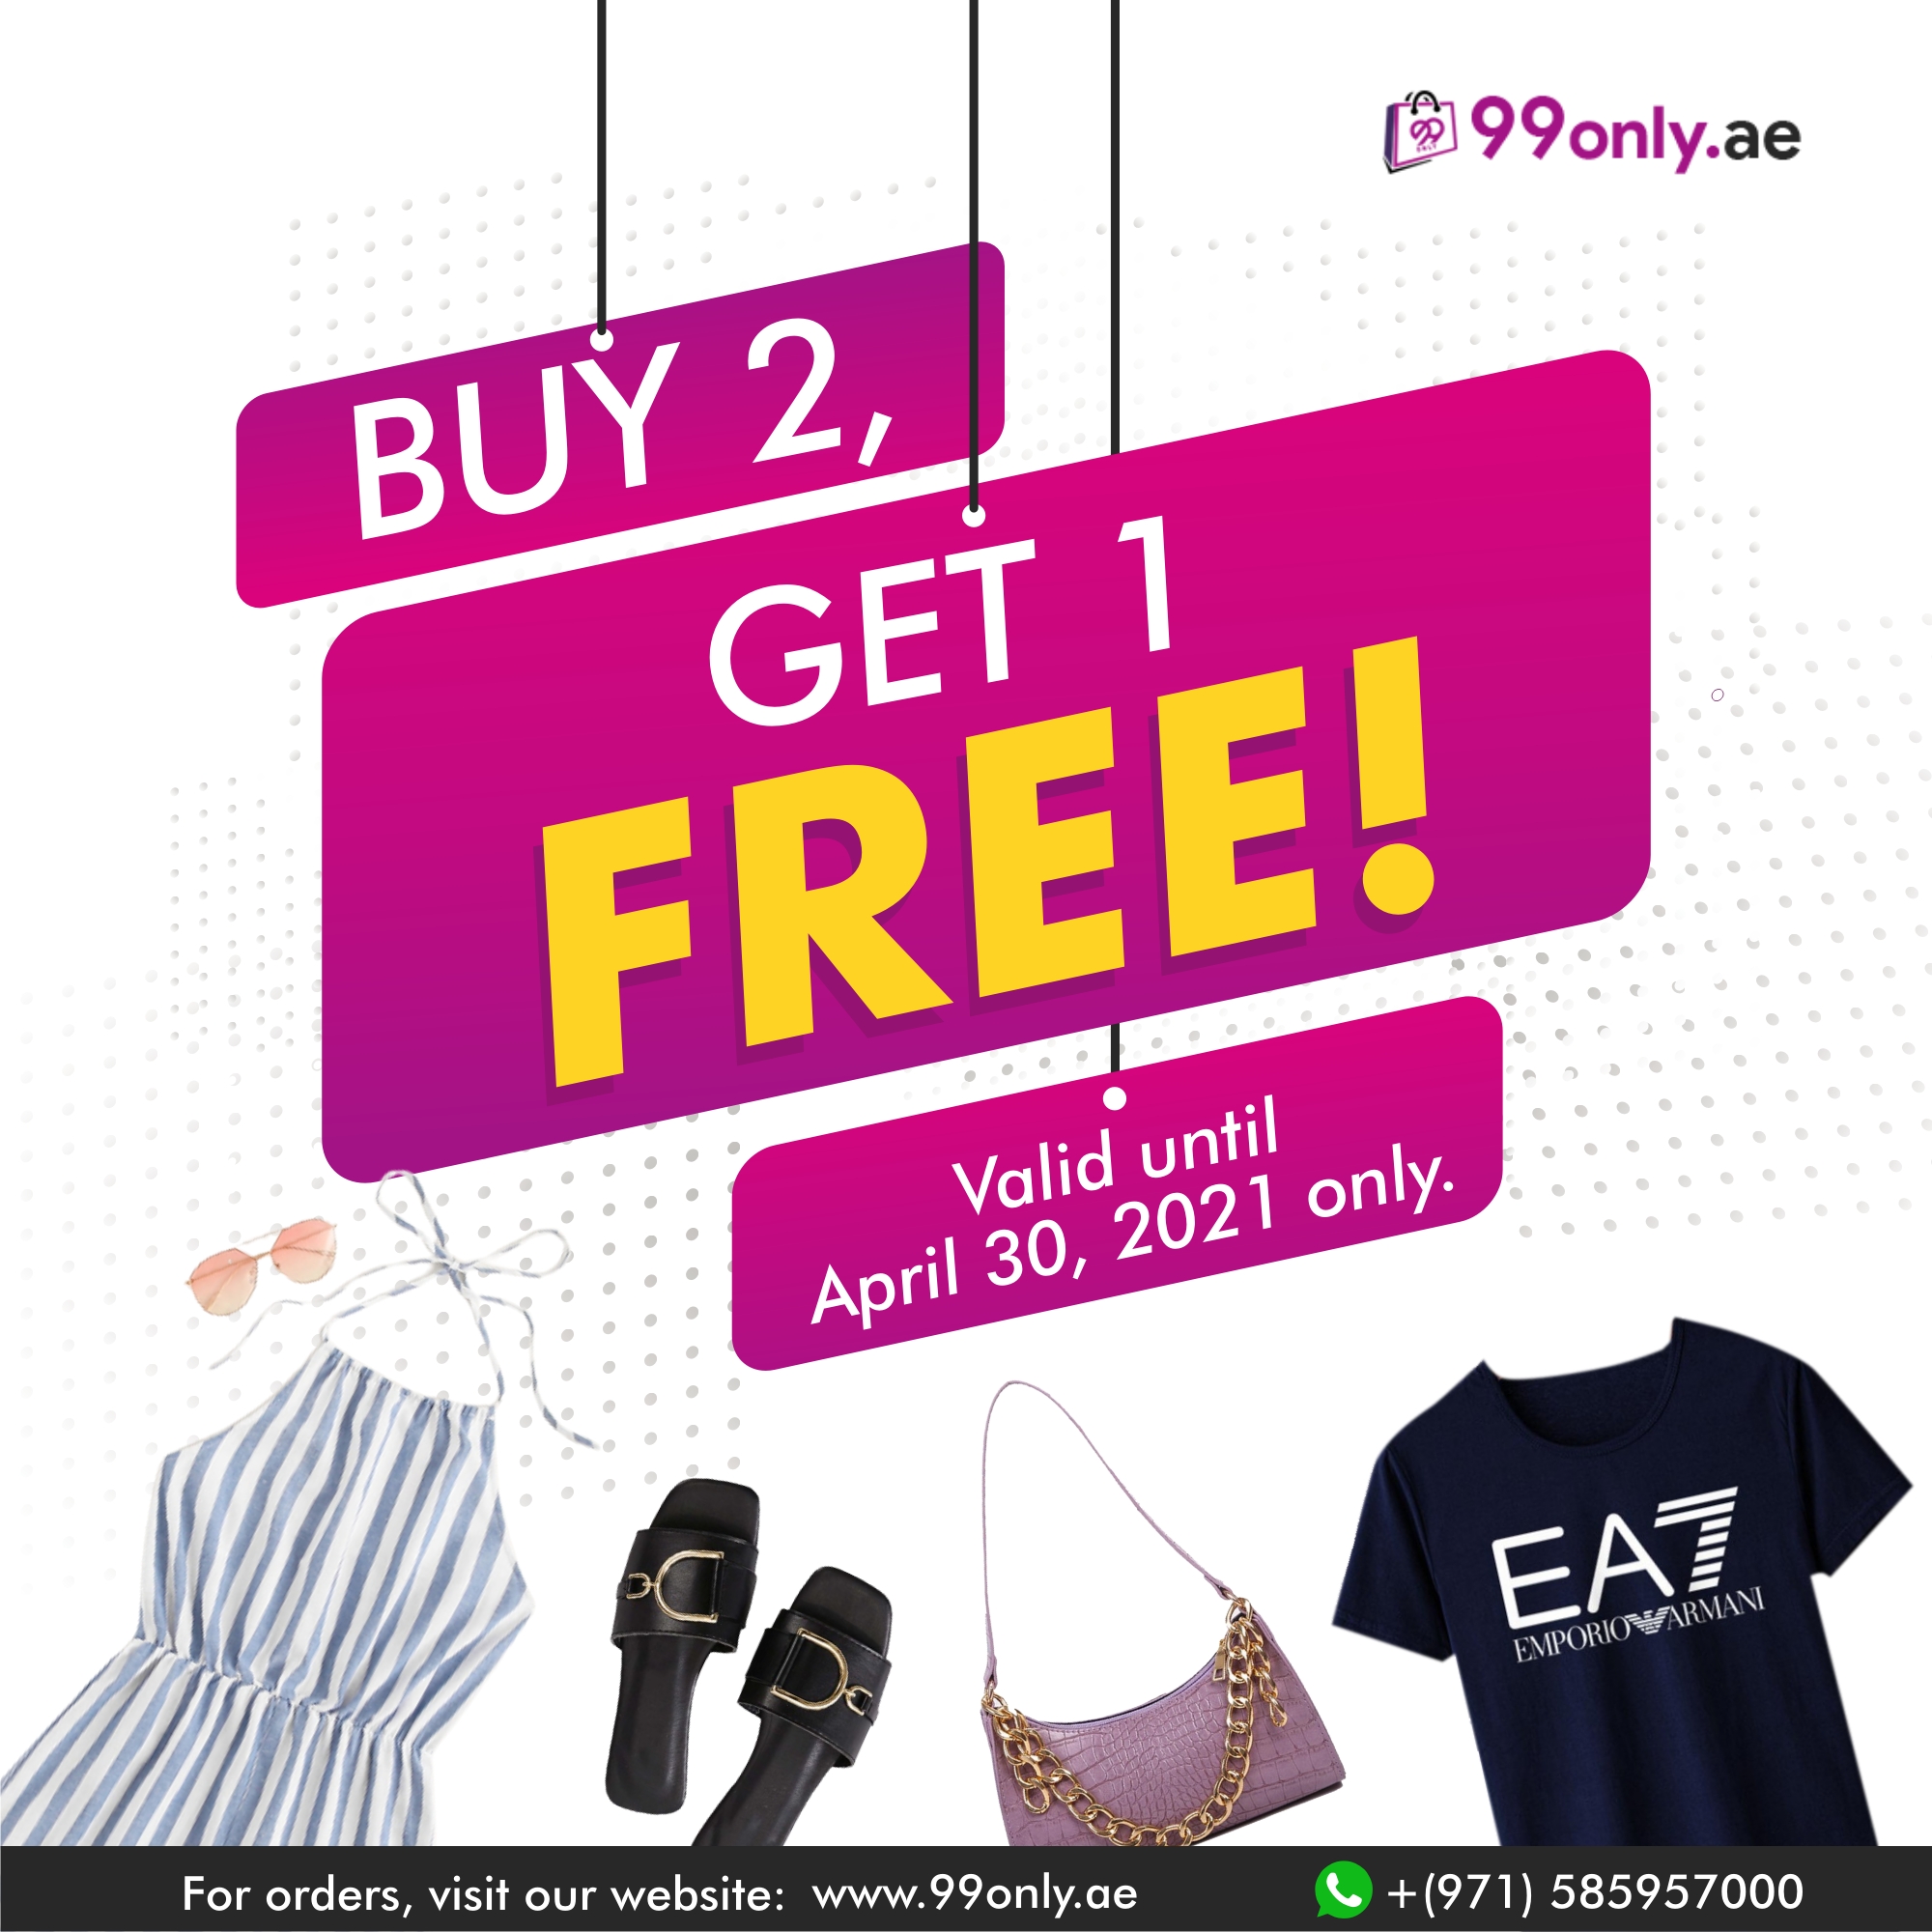 99only.ae
BUY 2,
GET 1
FREE!
Valid until
April 30, 2021 only.
EA7
EMPORIO ARMANI
For orders, visit our website: www.99only.ae
+(971) 585957000